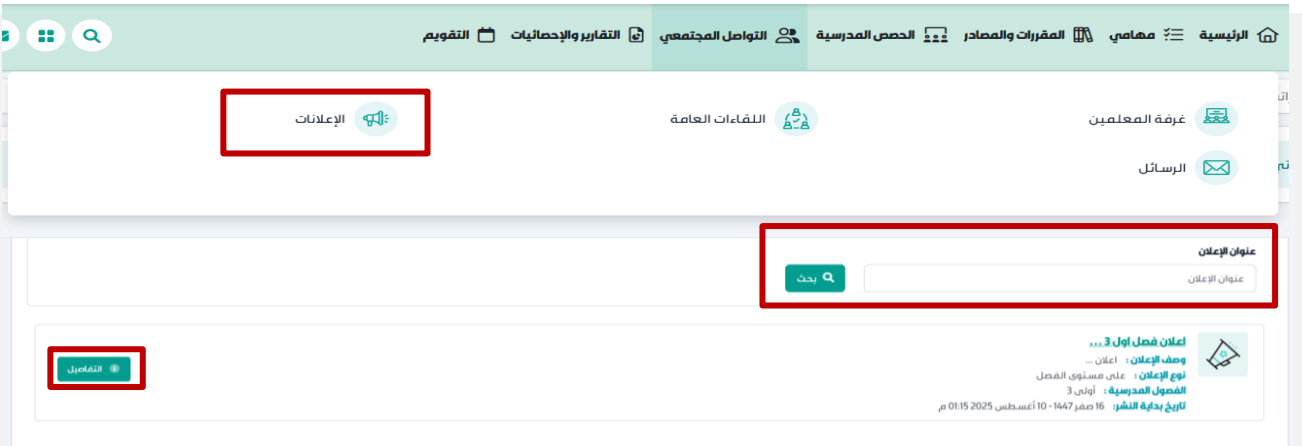 الرئيسية مهامي المقررات والمصادر الحصص المدرسية التواصل المجتمعي التقارير والإحصائيات التقويم
غرفة المعلمين اللقاءات العامة الإعلانات
الرسائل
عنوان الإعلان
عنوان الإعلان بحث
اعلان فصل اول 3 ...
وصف الإعلان : اعلان ...
نوع الإعلان : على مستوى الفصل
الفصول المدرسية : أولى 3
تاريخ بداية النشر: 16 صفر 1447 - 10 أغسطس 2025 01:15 م
التفاصيل